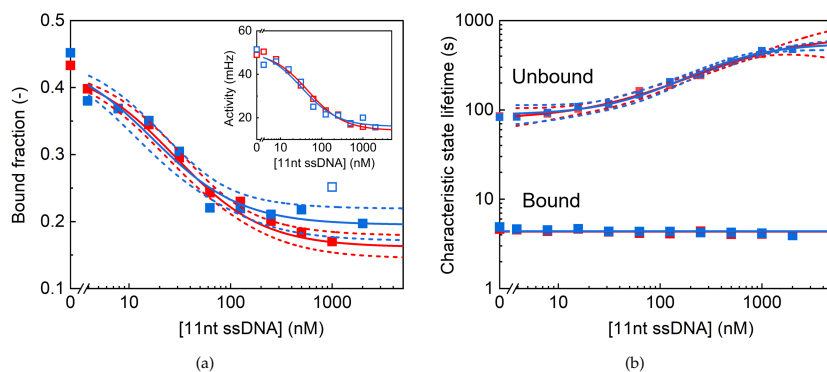 0.5
0.4
0.3
0.2
0.1
Bound fraction (-)
0
10
100
1000
[11nt ssDNA] (nM)
60
40
20
Activity (mHz)
0
10
100
1000
[11nt ssDNA] (nM)
(a)
1000
100
10
1
Characteristic state lifetime (s)
Unbound
Bound
0
10
100
1000
[11nt ssDNA] (nM)
(b)